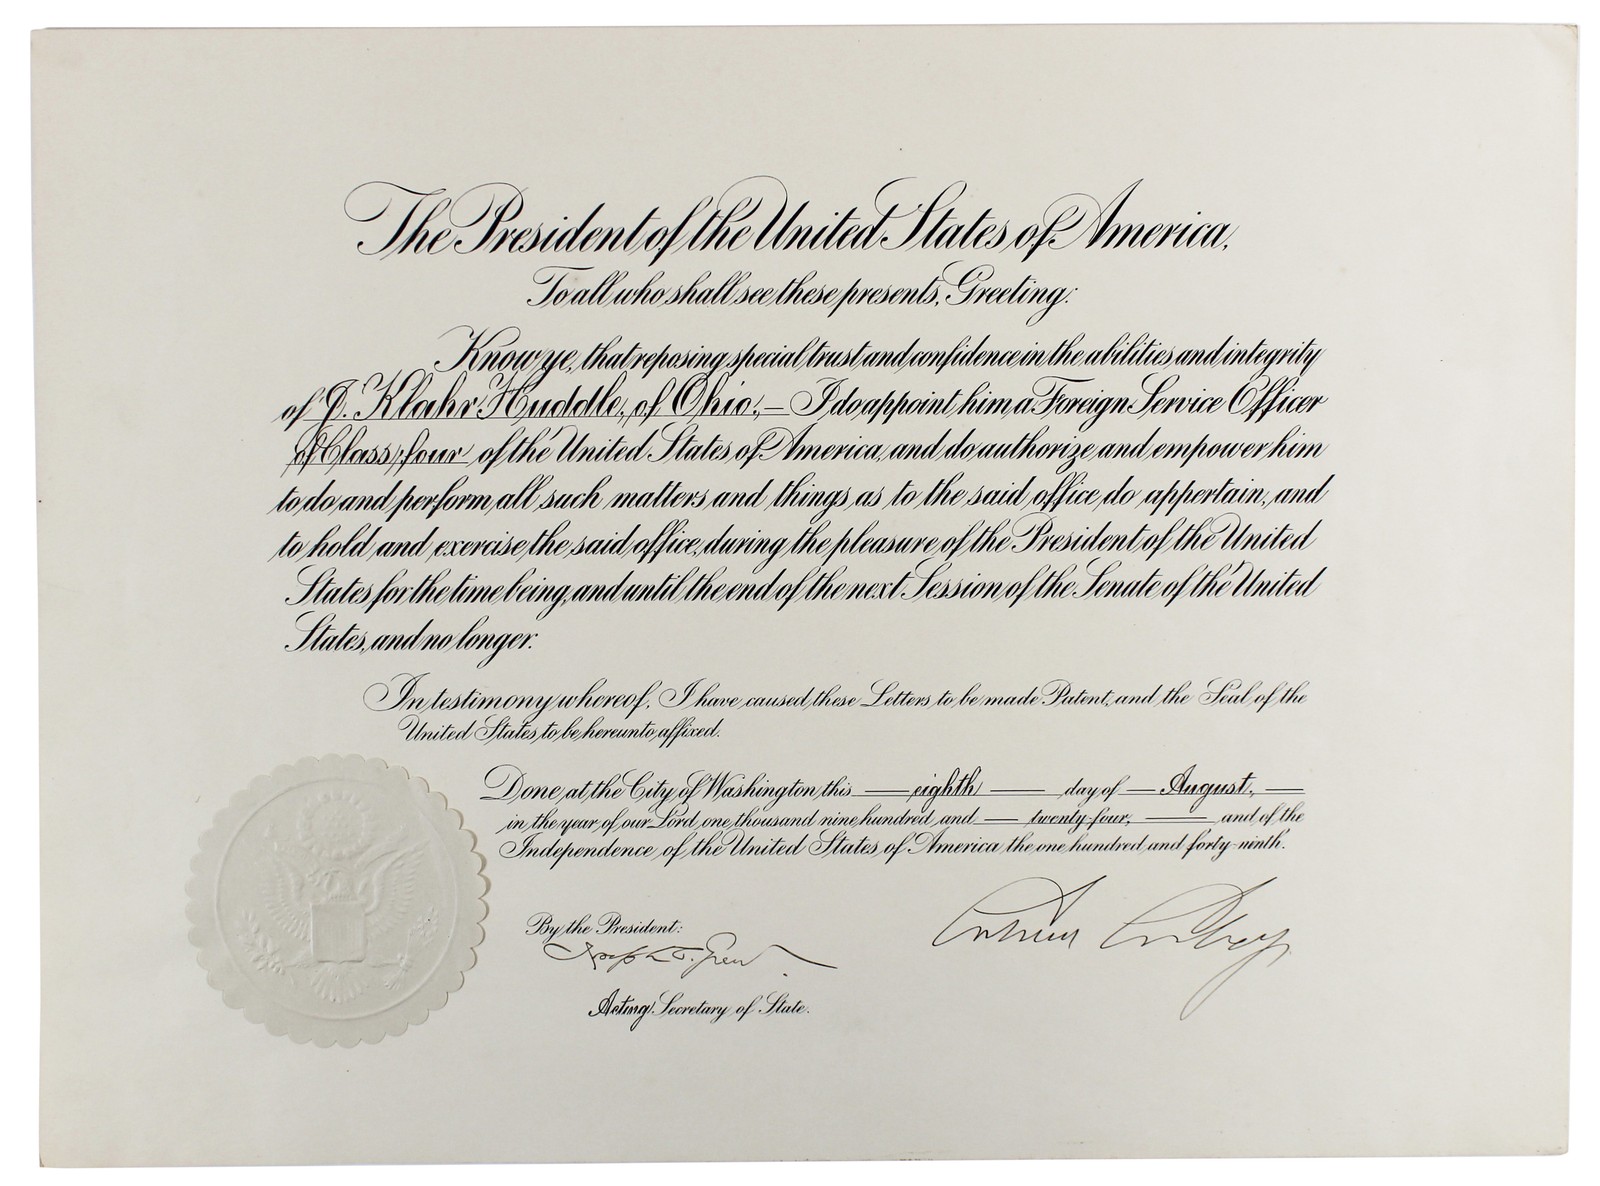 The President of the United States of America,
To all who shall see these presents, Greeting:
Know ye, that reposing special trust and confidence in the abilities and integrity
of J. Klahr Huddle, of Ohio, — I do appoint him a Foreign Service Officer
of Class four of the United States of America, and do authorize and empower him
to do and perform all such matters and things as to the said office do appertain, and
to hold and exercise the said office, during the pleasure of the President of the United
States for the time being, and until the end of the next Session of the Senate of the United
States, and no longer.
In testimony whereof, I have caused these Letters to be made Patent, and the Seal of the
United States to be hereunto affixed.
Done at the City of Washington this — eighth — day of — August, —
in the year of our Lord one thousand nine hundred and — twenty-four, — and of the
Independence of the United States of America the one hundred and forty-ninth.
By the President:
Joseph C. Grew
Acting Secretary of State.